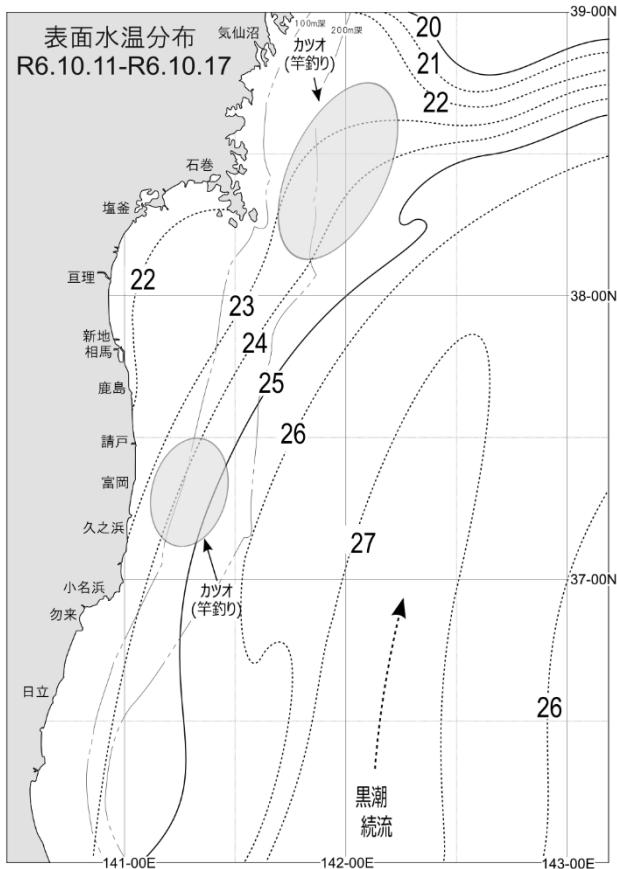 表面水温分布
R6.10.11-R6.10.17
気仙沼
100m深
200m深
カツオ
(竿釣り)
20
21
22
39-00N
石巻
塩釜
亘理
22
23
24
25
26
38-00N
新地
相馬
鹿島
請戸
富岡
久之浜
27
カツオ
(竿釣り)
小名浜
勿来
37-00N
日立
26
黒潮
続流
141-00E
142-00E
143-00E